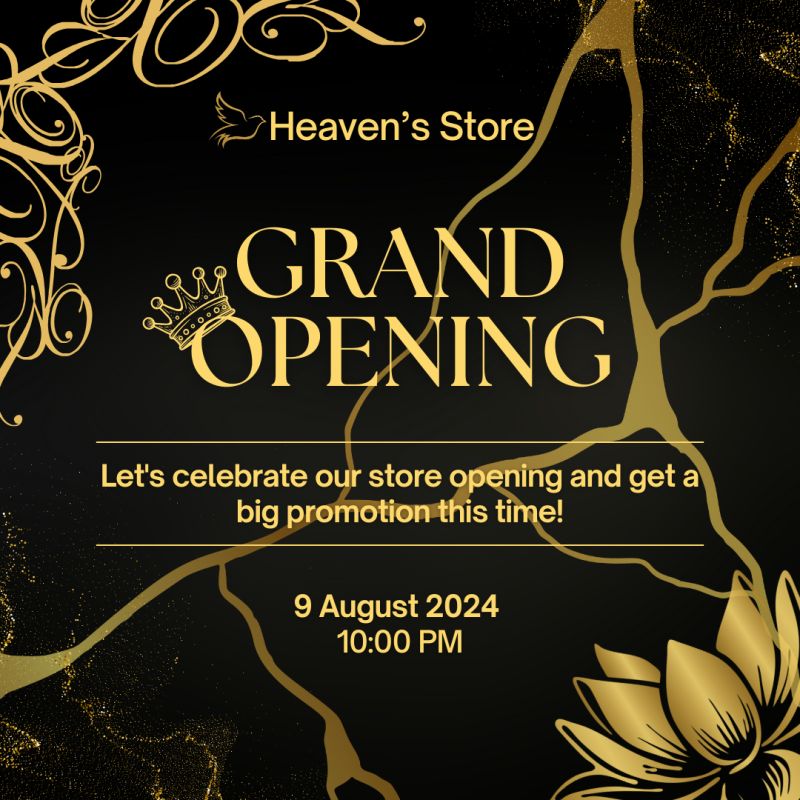 Heaven’s Store
GRAND
OPENING
Let's celebrate our store opening and get a
big promotion this time!
9 August 2024
10:00 PM